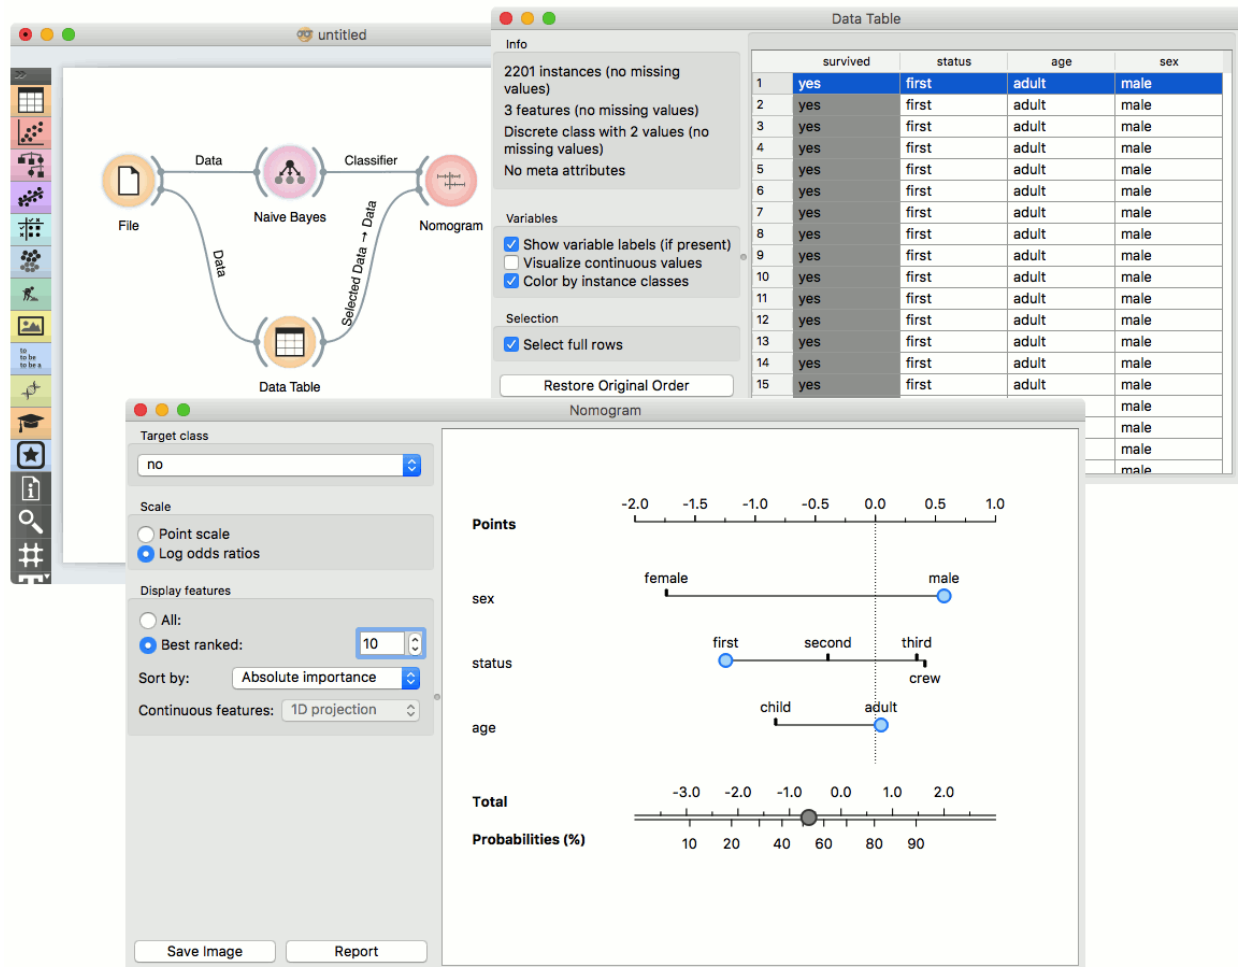 untitled
Data
Classifier
File
Naive Bayes
Nomogram
Data
Selected Data → Data
Data Table
to
to be
to be a
Data Table
Info
2201 instances (no missing
values)
3 features (no missing values)
Discrete class with 2 values (no
missing values)
No meta attributes
Variables
Show variable labels (if present)
Visualize continuous values
Color by instance classes
Selection
Select full rows
Restore Original Order
survived status age sex
1 yes first adult male
2 yes first adult male
3 yes first adult male
4 yes first adult male
5 yes first adult male
6 yes first adult male
7 yes first adult male
8 yes first adult male
9 yes first adult male
10 yes first adult male
11 yes first adult male
12 yes first adult male
13 yes first adult male
14 yes first adult male
15 yes first adult male
male
male
male
male
Nomogram
Target class
no
Scale
Point scale
Log odds ratios
Display features
All:
Best ranked: 10
Sort by: Absolute importance
Continuous features: 1D projection
Save Image Report
-2.0 -1.5 -1.0 -0.5 0.0 0.5 1.0
Points
female male
sex
first second third
status
crew
child adult
age
-3.0 -2.0 -1.0 0.0 1.0 2.0
Total
Probabilities (%)
10 20 40 60 80 90